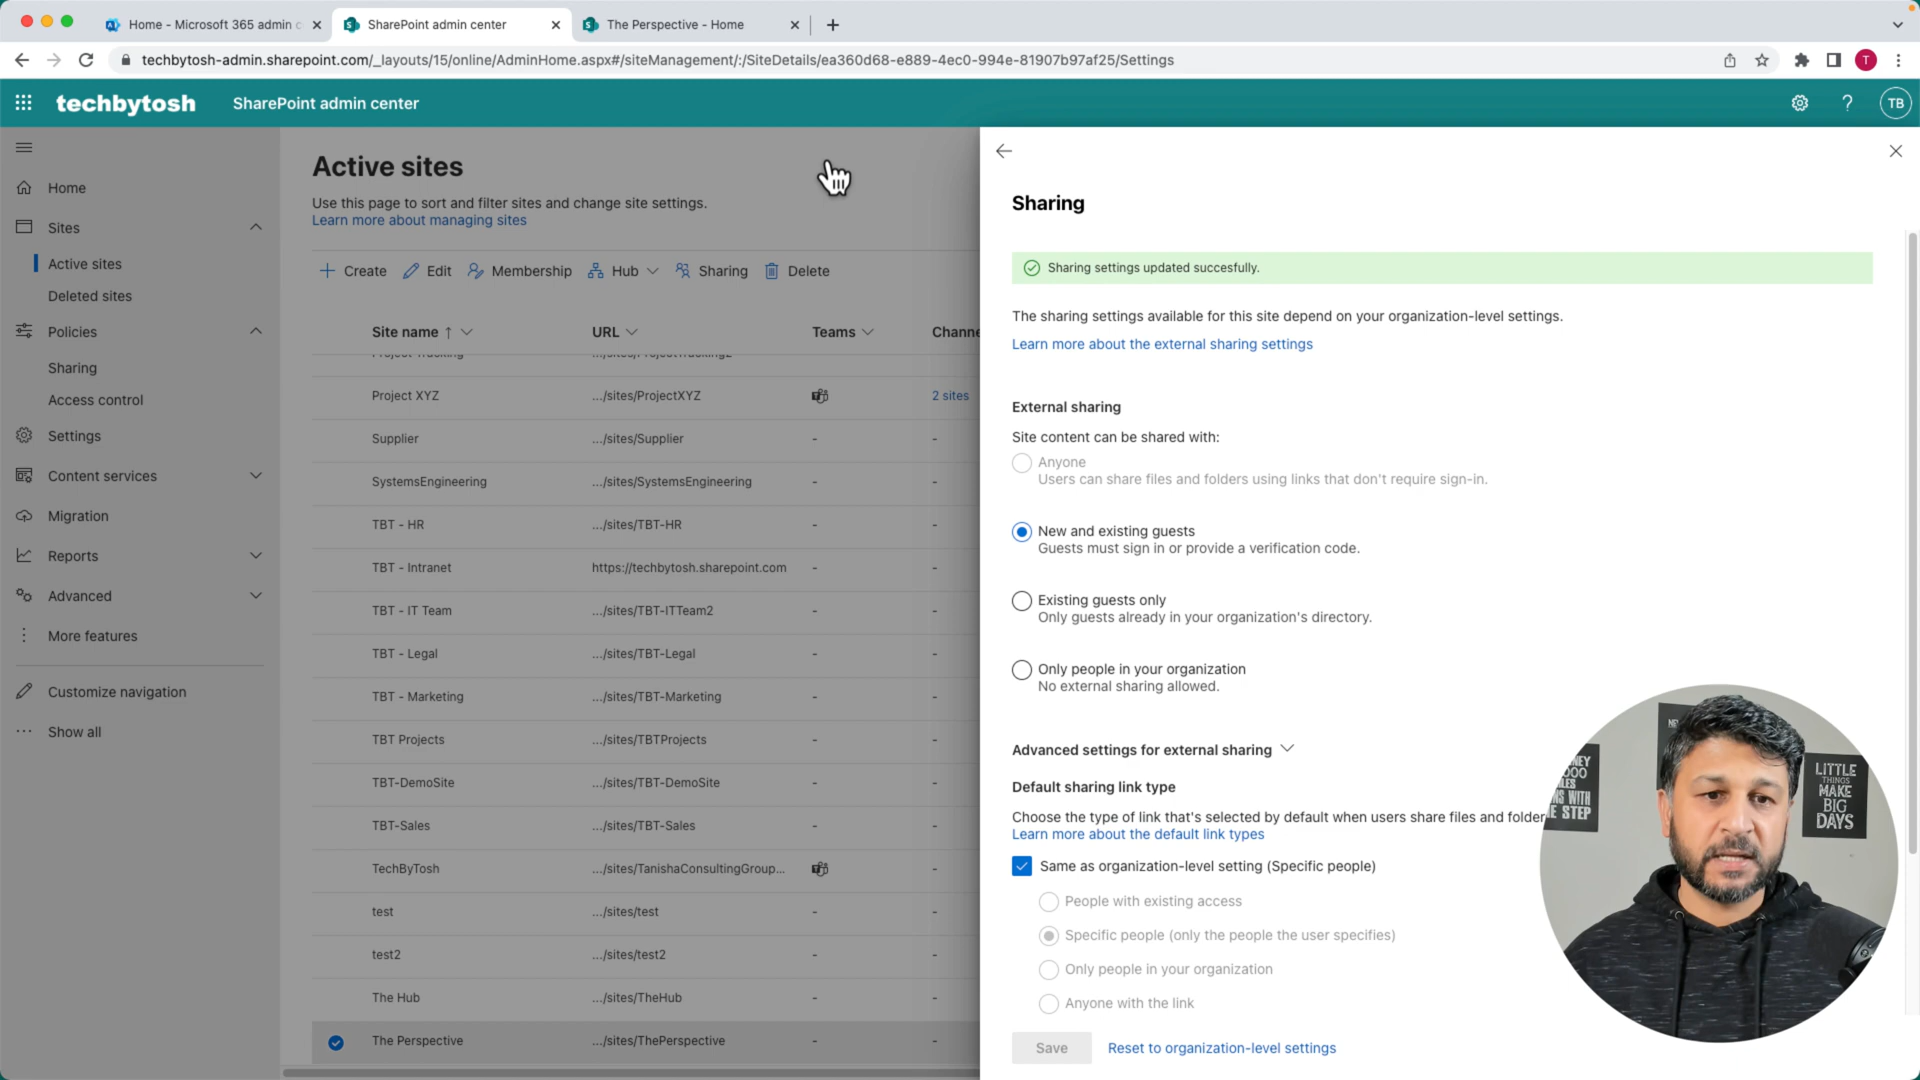 Home - Microsoft 365 admin c
SharePoint admin center
The Perspective - Home
techbytosh-admin.sharepoint.com/_layouts/15/online/AdminHome.aspx#/siteManagement/:/SiteDetails/ea360d68-e889-4ec0-994e-81907b97af25/Settings
T
techbytosh
SharePoint admin center
?
TB
Home
Sites
Active sites
Deleted sites
Policies
Sharing
Access control
Settings
Content services
Migration
Reports
Advanced
More features
Customize navigation
Show all
Active sites
Use this page to sort and filter sites and change site settings.
Learn more about managing sites
Create Edit Membership Hub Sharing Delete
Site name ↑ URL Teams Channe
Project Tracking .../sites/ProjectTracking2
Project XYZ .../sites/ProjectXYZ 2 sites
Supplier .../sites/Supplier - -
SystemsEngineering .../sites/SystemsEngineering - -
TBT - HR .../sites/TBT-HR - -
TBT - Intranet https://techbytosh.sharepoint.com - -
TBT - IT Team .../sites/TBT-ITTeam2 - -
TBT - Legal .../sites/TBT-Legal - -
TBT - Marketing .../sites/TBT-Marketing - -
TBT Projects .../sites/TBTProjects - -
TBT-DemoSite .../sites/TBT-DemoSite - -
TBT-Sales .../sites/TBT-Sales - -
TechByTosh .../sites/TanishaConsultingGroup... -
test .../sites/test - -
test2 .../sites/test2 - -
The Hub .../sites/TheHub - -
The Perspective .../sites/ThePerspective - -
Sharing
Sharing settings updated succesfully.
The sharing settings available for this site depend on your organization-level settings.
Learn more about the external sharing settings
External sharing
Site content can be shared with:
Anyone
Users can share files and folders using links that don't require sign-in.
New and existing guests
Guests must sign in or provide a verification code.
Existing guests only
Only guests already in your organization's directory.
Only people in your organization
No external sharing allowed.
Advanced settings for external sharing
Default sharing link type
Choose the type of link that's selected by default when users share files and folder
Learn more about the default link types
Same as organization-level setting (Specific people)
People with existing access
Specific people (only the people the user specifies)
Only people in your organization
Anyone with the link
Save
Reset to organization-level settings
WITH
STEP
LITTLE
THINGS
MAKE
BIG
DAYS